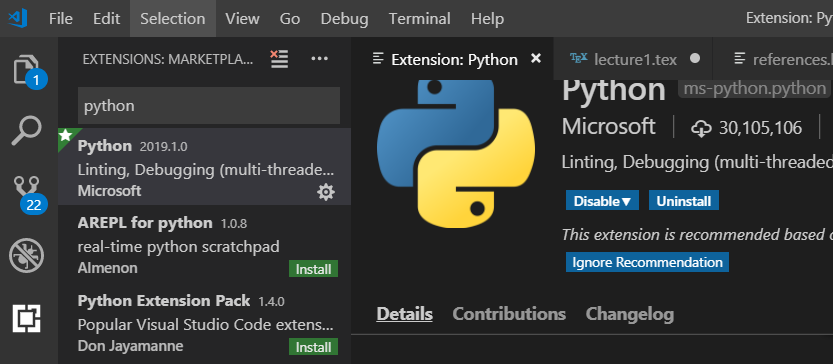 File Edit Selection View Go Debug Terminal Help Extension: Py
EXTENSIONS: MARKETPLA...
Extension: Python
TEX lecture1.tex
references.
1
python
Python 2019.1.0
Linting, Debugging (multi-threade...
Microsoft
22
AREPL for python 1.0.8
real-time python scratchpad
Almenon Install
Python Extension Pack 1.4.0
Popular Visual Studio Code extens...
Don Jayamanne Install
Python ms-python.python
Microsoft 30,105,106
Linting, Debugging (multi-threaded
Disable▼ Uninstall
This extension is recommended based
Ignore Recommendation
Details Contributions Changelog